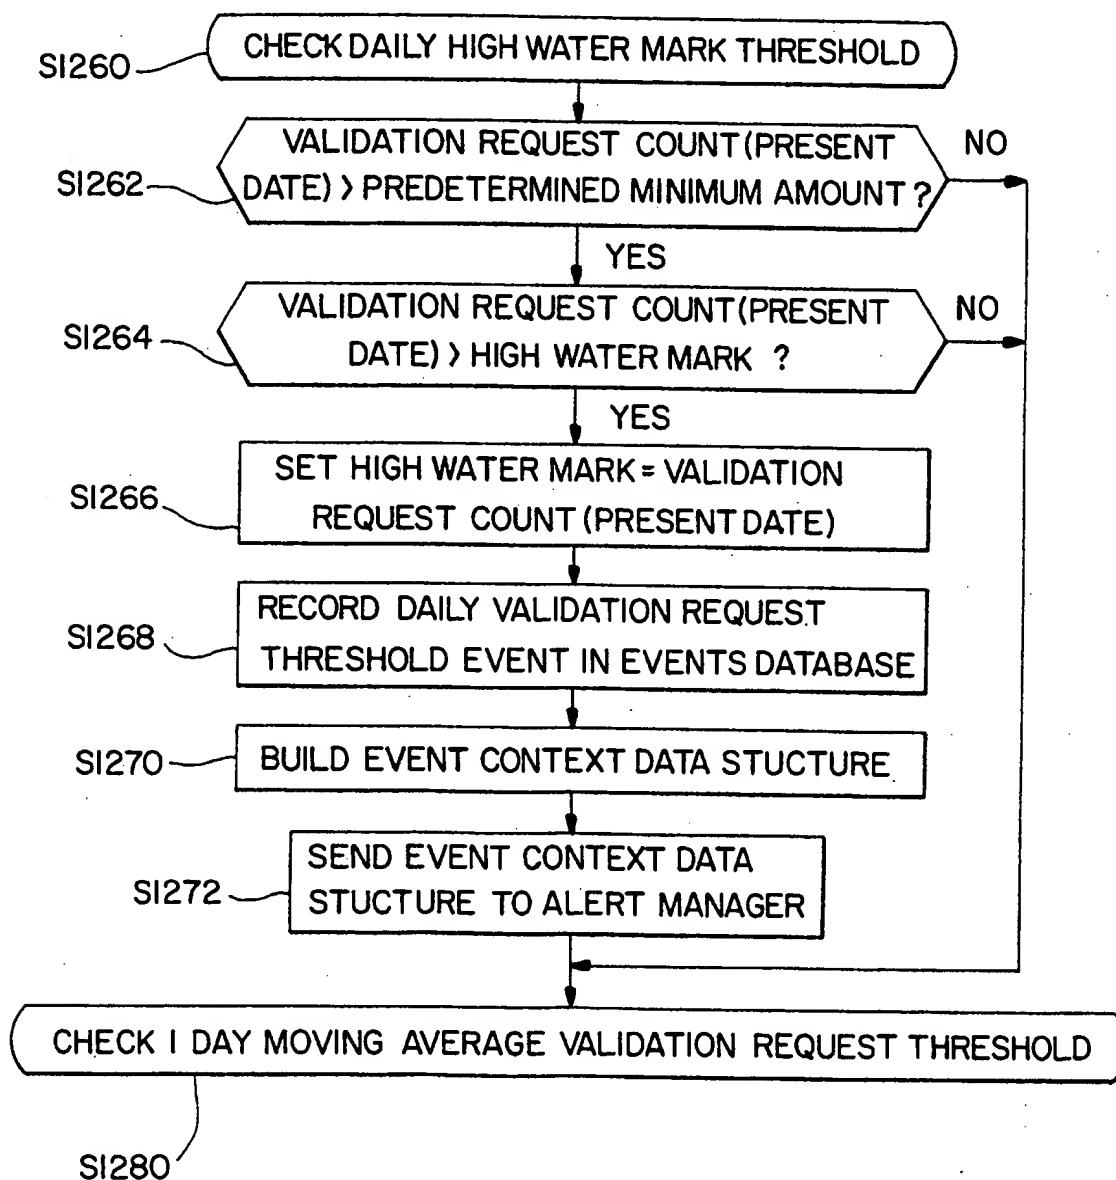 CHECK DAILY HIGH WATER MARK THRESHOLD
S1260
VALIDATION REQUEST COUNT (PRESENT
DATE) > PREDETERMINED MINIMUM AMOUNT ?
NO
S1262
YES
VALIDATION REQUEST COUNT (PRESENT
DATE) > HIGH WATER MARK ?
NO
S1264
YES
SET HIGH WATER MARK = VALIDATION
REQUEST COUNT (PRESENT DATE)
S1266
RECORD DAILY VALIDATION REQUEST
THRESHOLD EVENT IN EVENTS DATABASE
S1268
BUILD EVENT CONTEXT DATA STUCTURE
S1270
SEND EVENT CONTEXT DATA
STUCTURE TO ALERT MANAGER
S1272
CHECK 1 DAY MOVING AVERAGE VALIDATION REQUEST THRESHOLD
S1280